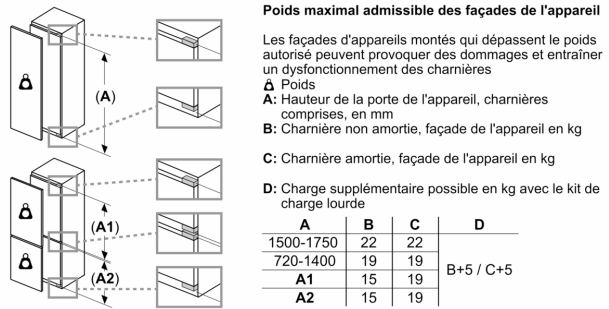 Poids maximal admissible des façades de l'appareil
Les façades d'appareils montés qui dépassent le poids
autorisé peuvent provoquer des dommages et entraîner
un dysfonctionnement des charnières
Poids
A: Hauteur de la porte de l'appareil, charnières
comprises, en mm
B: Charnière non amortie, façade de l'appareil en kg
C: Charnière amortie, façade de l'appareil en kg
D: Charge supplémentaire possible en kg avec le kit de
charge lourde
A B C D
1500-1750 22 22
720-1400 19 19
B+5 / C+5
A1 15 19
A2 15 19
(A)
(A1)
(A2)